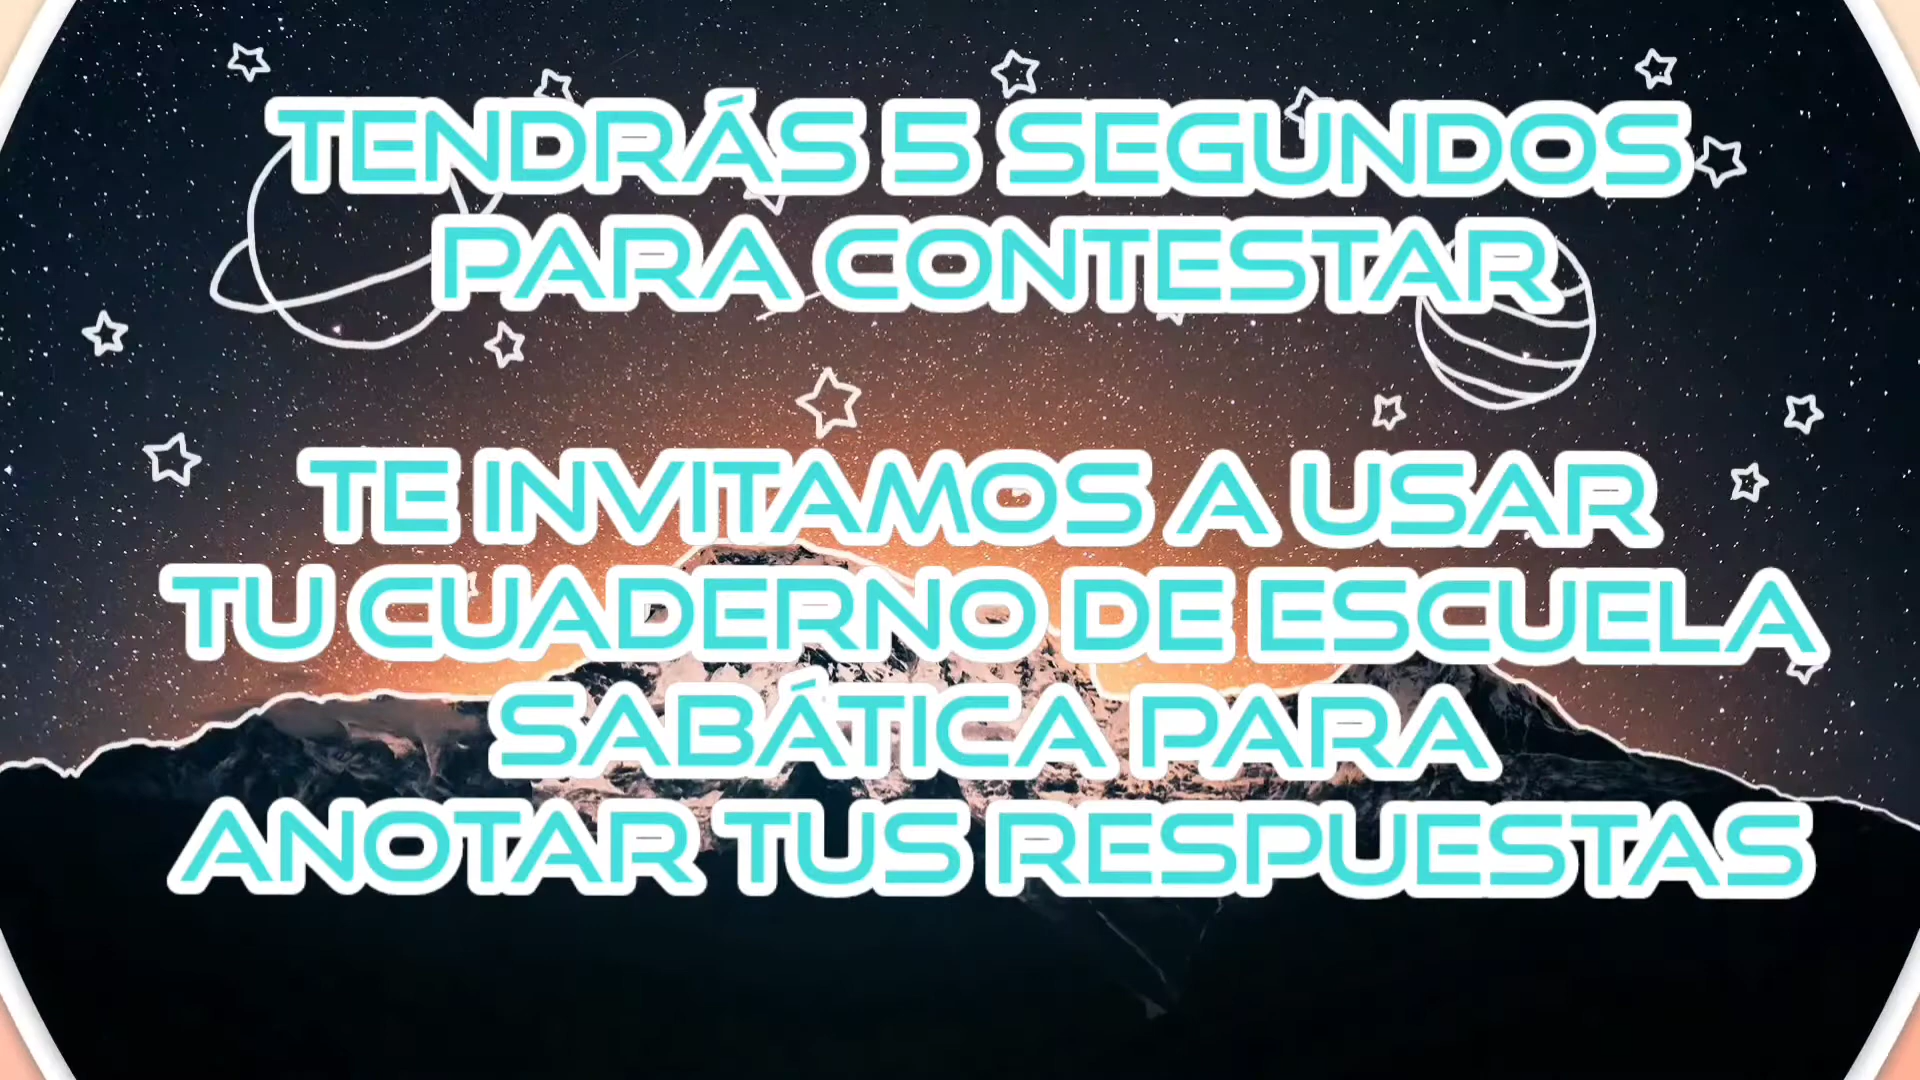 TENDRÁS 5 SEGUNDOS
PARA CONTESTAR
TE INVITAMOS A USAR
TU CUADERNO DE ESCUELA
SABÁTICA PARA
ANOTAR TUS RESPUESTAS